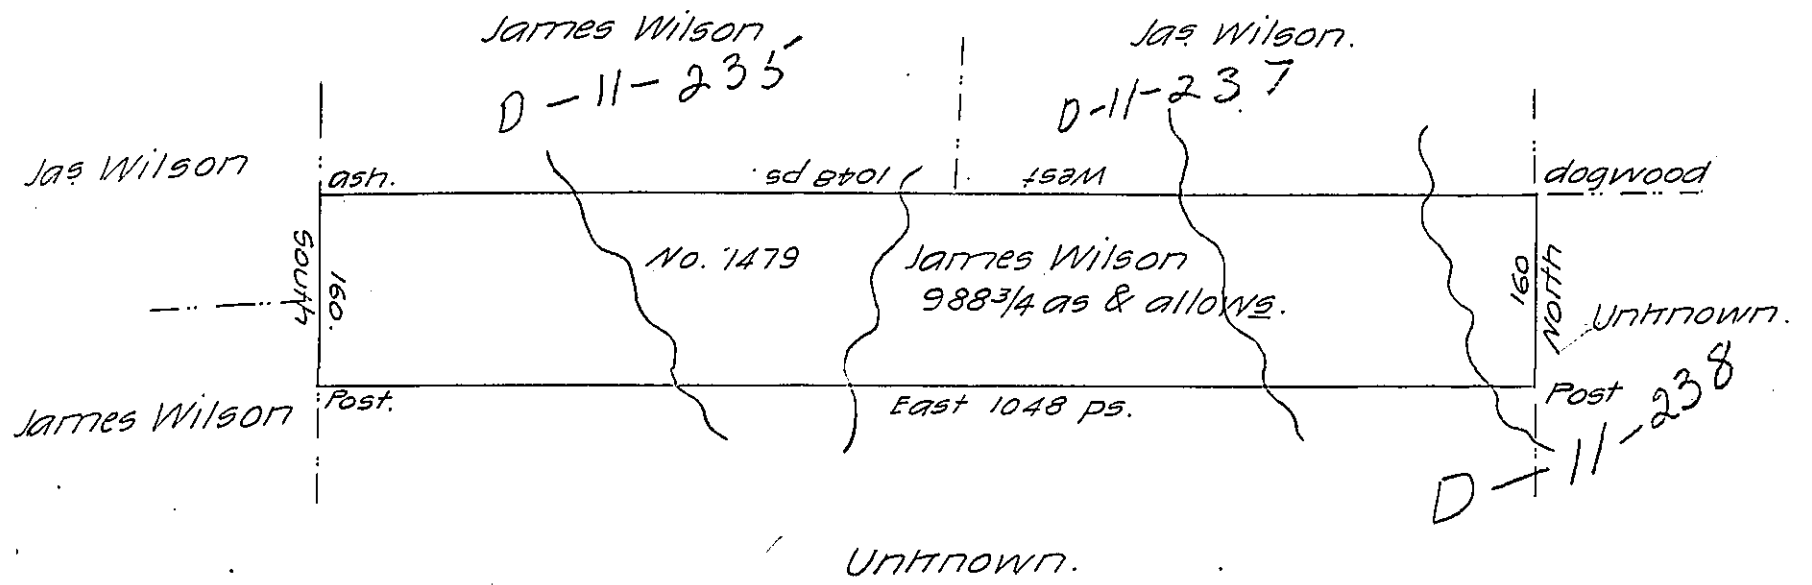 James Wilson
D-11-235
Jas Wilson.
D-11-237
Jas Wilson
ash.
1048 ps.
West
dogwood
South
160.
No. 1479
James Wilson
988 3/4 as & allows.
160
North
Unknown.
James Wilson
Post.
East 1048 ps.
Post
D-11-238
Unknown.